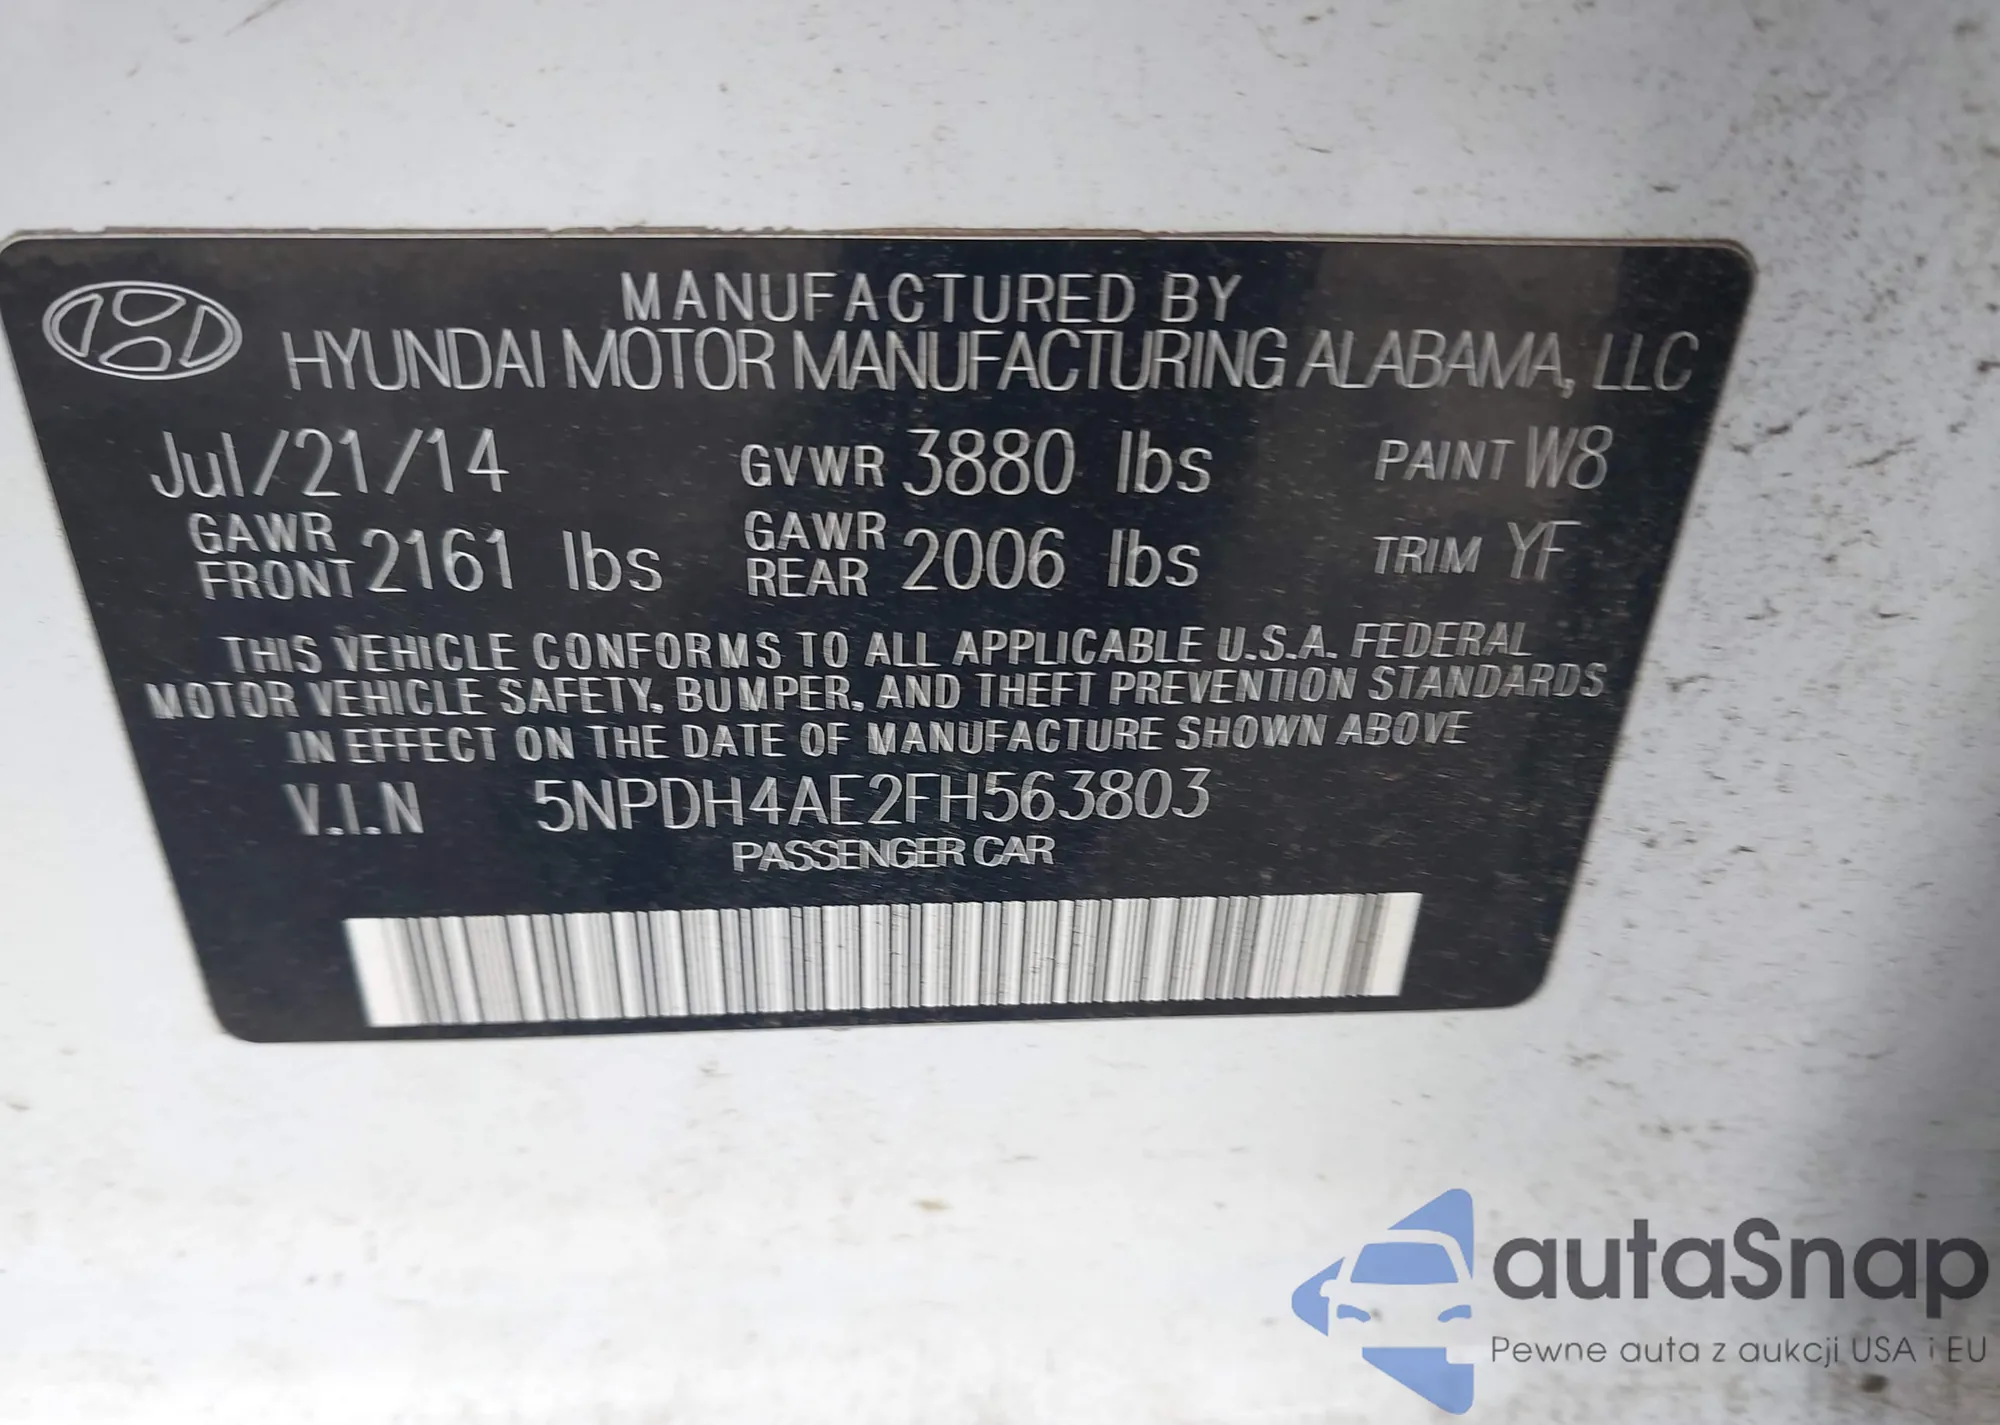 MANUFACTURED BY
HYUNDAI MOTOR MANUFACTURING ALABAMA, LLC
Jul/21/14 GVWR 3880 lbs PAINT W8
GAWR FRONT 2161 lbs GAWR REAR 2006 lbs TRIM YF
THIS VEHICLE CONFORMS TO ALL APPLICABLE U.S.A. FEDERAL
MOTOR VEHICLE SAFETY, BUMPER, AND THEFT PREVENTION STANDARDS
IN EFFECT ON THE DATE OF MANUFACTURE SHOWN ABOVE
V.I.N 5NPDH4AE2FH563803
PASSENGER CAR
autaSnap
Pewne auta z aukcji USA i EU